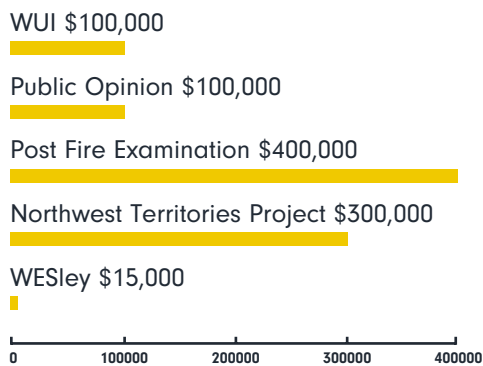 WUI $100,000
Public Opinion $100,000
Post Fire Examination $400,000
Northwest Territories Project $300,000
WESley $15,000
0 100000 200000 300000 400000